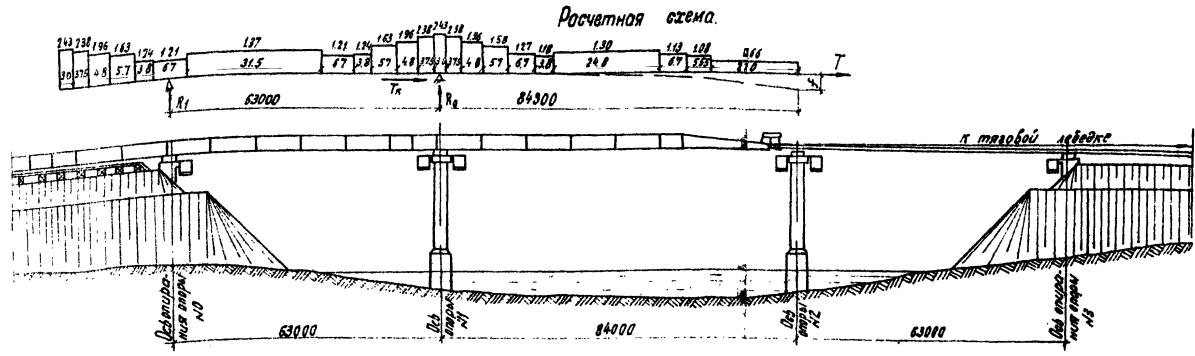 Расчетная схема.
2.43 2.38 1.96 1.63 1.24 1.21 1.37 1.21 1.24 1.63 1.96 2.38 2.43 2.38 1.96 1.58 1.27 1.18 1.30 1.13 1.08 0.66
3.0 3.75 4.8 5.7 3.8 6.7 31.5 6.7 3.8 5.7 4.8 3.75 3.0 3.75 4.8 5.7 6.7 3.8 24.8 6.7 5.65
T
Tк
f
R1
63000
84300
к тяговой лебедке
Ось опира-
ния опоры
N0
Ось
опоры
N1
Ось
опоры
N2
Ось опира-
ния опоры
N3
63000 84000 63000